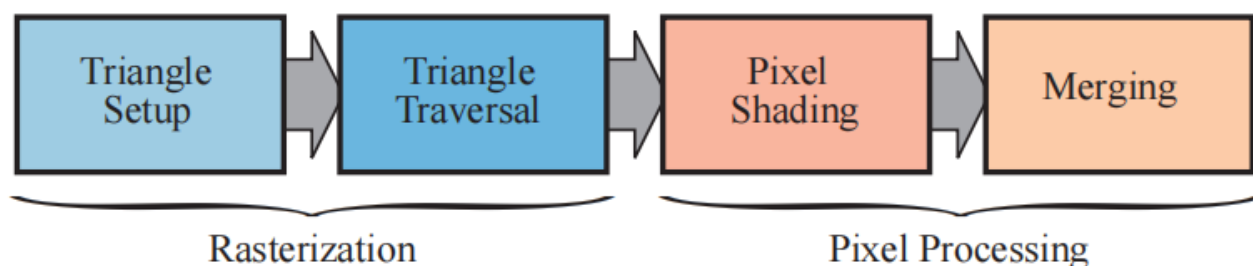 Triangle
Setup
Triangle
Traversal
Pixel
Shading
Merging
Rasterization
Pixel Processing